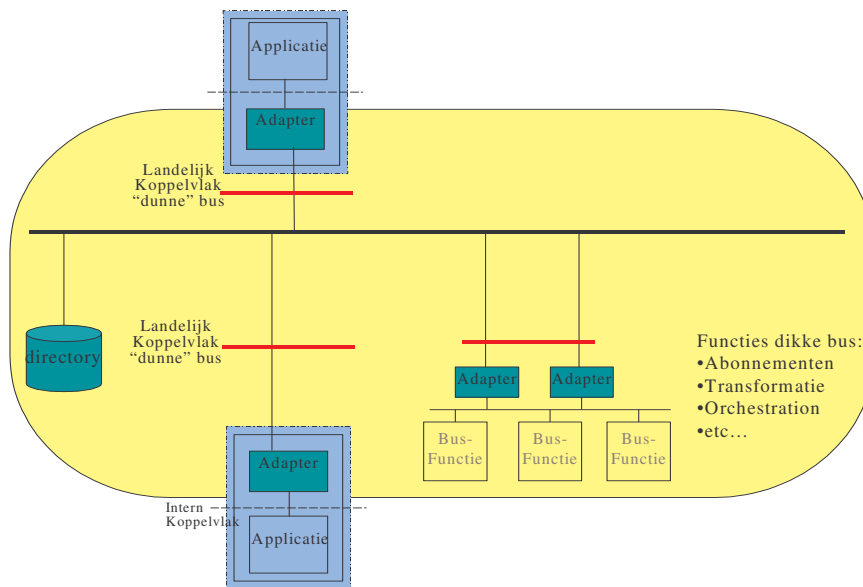 Applicatie
Adapter
Landelijk
Koppelvlak
“dunne” bus
directory
Landelijk
Koppelvlak
“dunne” bus
Adapter
Adapter
Bus-
Functie
Bus-
Functie
Bus-
Functie
Functies dikke bus:
•Abonnementen
•Transformatie
•Orchestration
•etc…
Adapter
Intern
Koppelvlak
Applicatie